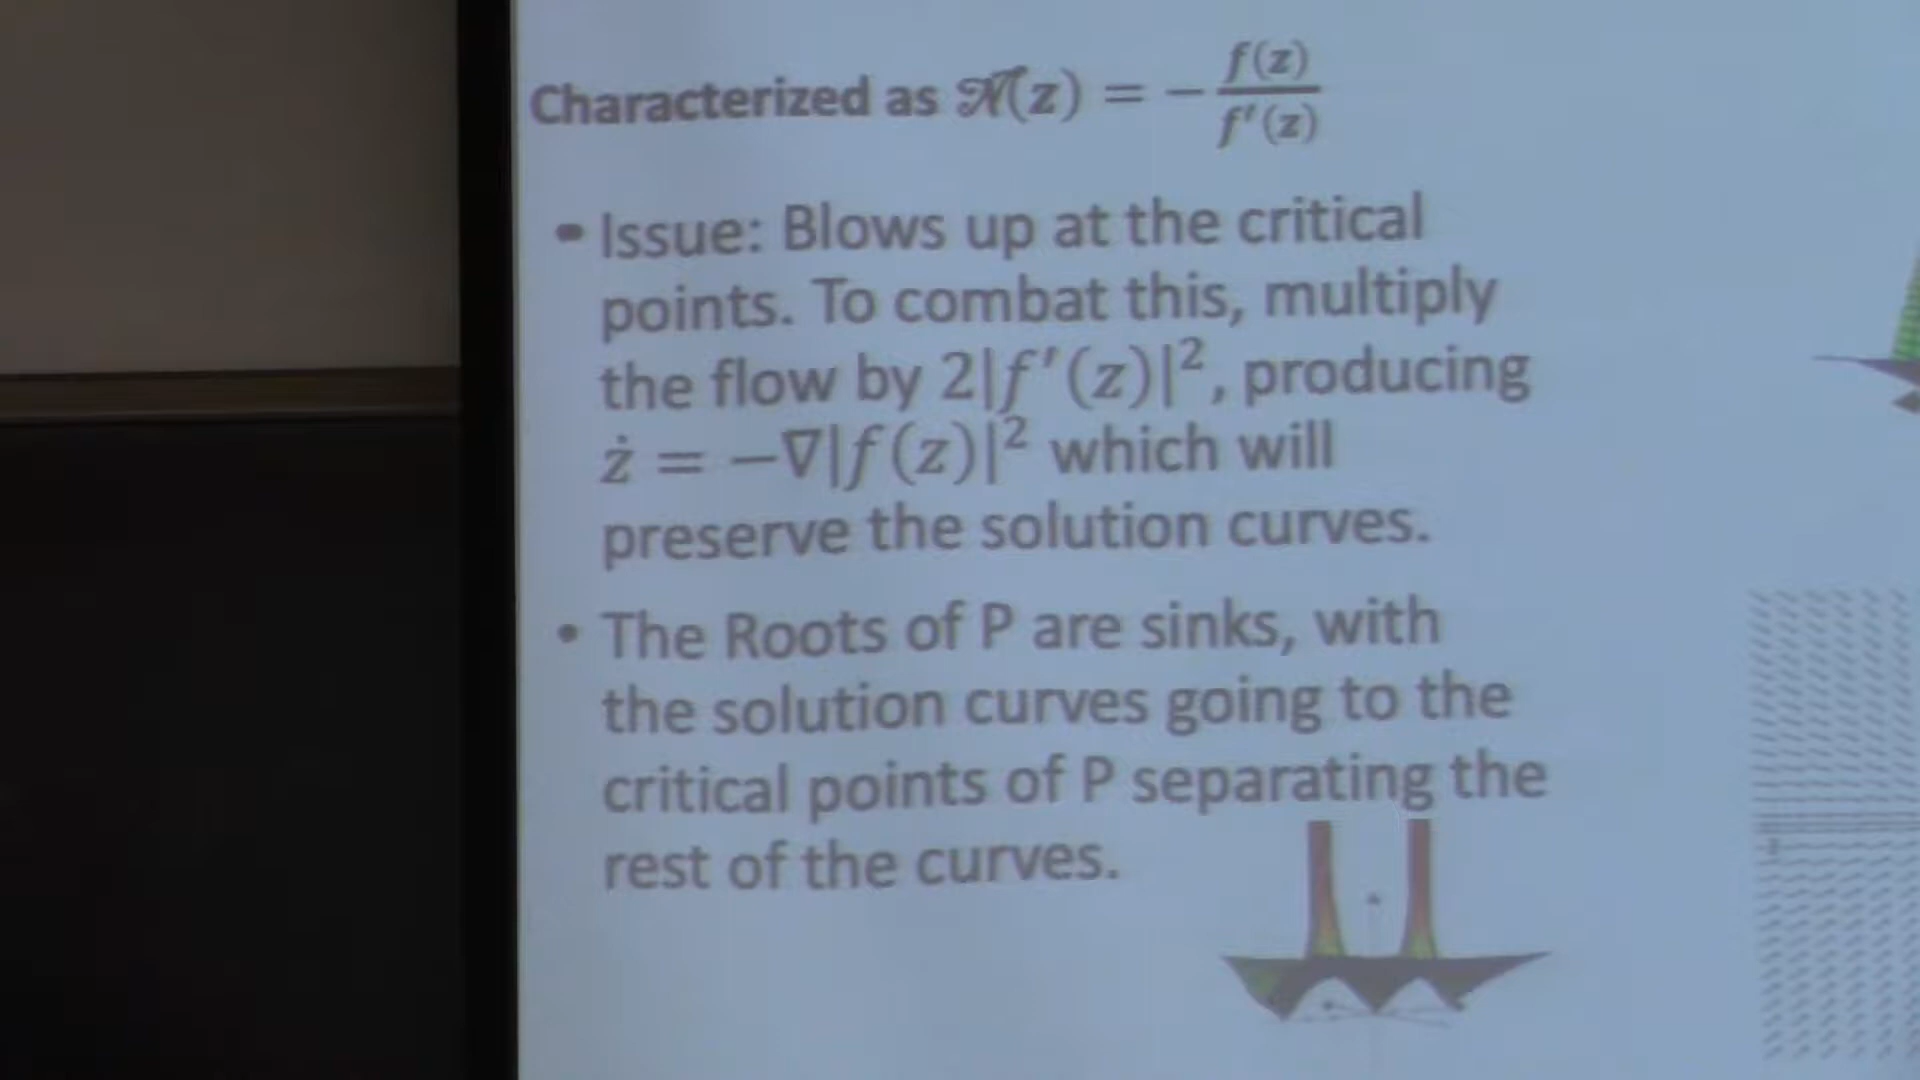 Characterized as 𝒩(z) = −f(z)/f′(z)
• Issue: Blows up at the critical
points. To combat this, multiply
the flow by 2|f′(z)|², producing
ż = −∇|f(z)|² which will
preserve the solution curves.
• The Roots of P are sinks, with
the solution curves going to the
critical points of P separating the
rest of the curves.